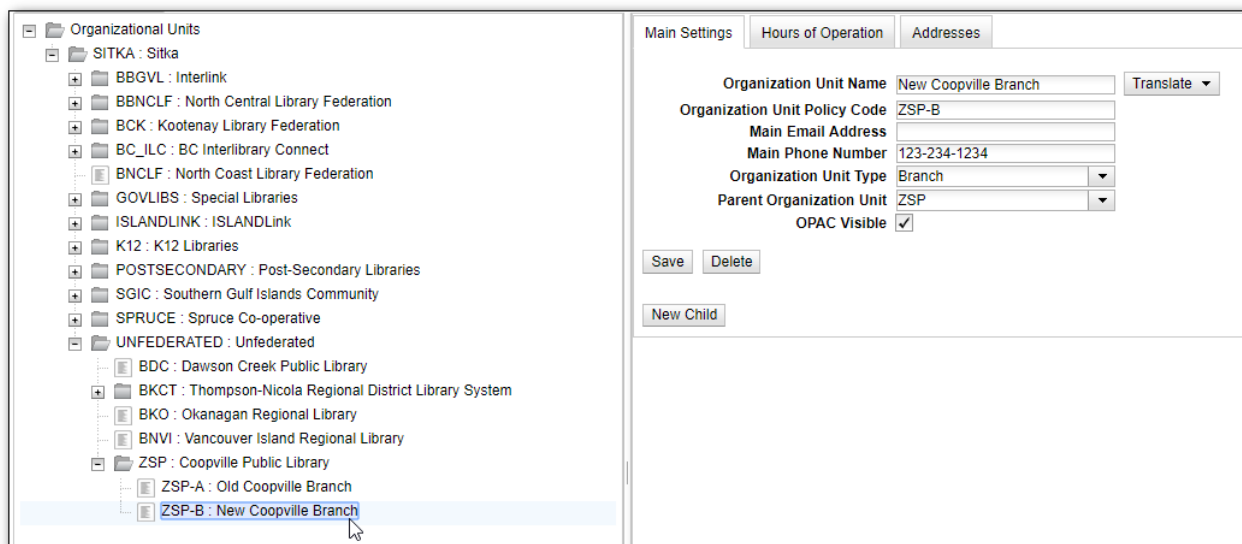 Organizational Units
SITKA : Sitka
BBGVL : Interlink
BBNCLF : North Central Library Federation
BCK : Kootenay Library Federation
BC_ILC : BC Interlibrary Connect
BNCLF : North Coast Library Federation
GOVLIBS : Special Libraries
ISLANDLINK : ISLANDLink
K12 : K12 Libraries
POSTSECONDARY : Post-Secondary Libraries
SGIC : Southern Gulf Islands Community
SPRUCE : Spruce Co-operative
UNFEDERATED : Unfederated
BDC : Dawson Creek Public Library
BKCT : Thompson-Nicola Regional District Library System
BKO : Okanagan Regional Library
BNVI : Vancouver Island Regional Library
ZSP : Coopville Public Library
ZSP-A : Old Coopville Branch
ZSP-B : New Coopville Branch
Main Settings Hours of Operation Addresses
Organization Unit Name New Coopville Branch Translate
Organization Unit Policy Code ZSP-B
Main Email Address
Main Phone Number 123-234-1234
Organization Unit Type Branch
Parent Organization Unit ZSP
OPAC Visible
Save Delete
New Child